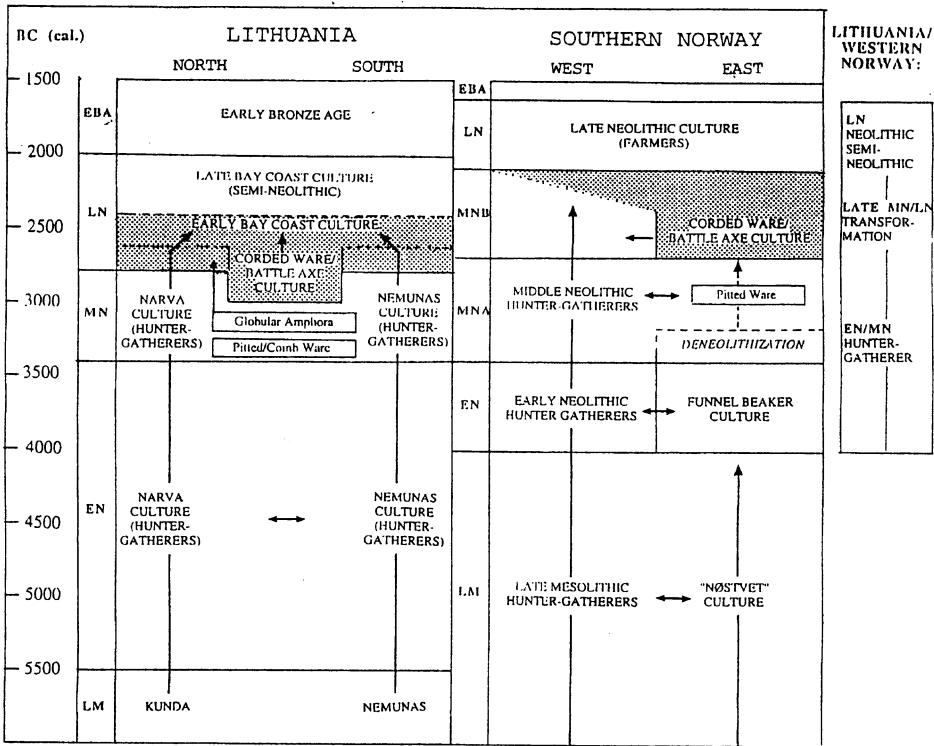 BC (cal.)
1500
2000
2500
3000
3500
4000
4500
5000
5500
LITHUANIA
NORTH
SOUTH
EBA
EARLY BRONZE AGE
LN
LATE BAY COAST CULTURE
(SEMI-NEOLITHIC)
EARLY BAY COAST CULTURE
CORDED WARE/
BATTLE AXE
CULTURE
MN
NARVA
CULTURE
(HUNTER-
GATHERERS)
Globular Amphora
Pitted/Comb Ware
NEMUNAS
CULTURE
(HUNTER-
GATHERERS)
EN
NARVA
CULTURE
(HUNTER-
GATHERERS)
NEMUNAS
CULTURE
(HUNTER-
GATHERERS)
LM
KUNDA
NEMUNAS
SOUTHERN NORWAY
WEST
EAST
EBA
LN
LATE NEOLITHIC CULTURE
(FARMERS)
MNB
CORDED WARE/
BATTLE AXE CULTURE
MNA
MIDDLE NEOLITHIC
HUNTER-GATHERERS
Pitted Ware
DENEOLITHIZATION
EN
EARLY NEOLITHIC
HUNTER GATHERERS
FUNNEL BEAKER
CULTURE
LM
LATE MESOLITHIC
HUNTER-GATHERERS
"NØSTVET"
CULTURE
LITHUANIA/
WESTERN
NORWAY:
LN
NEOLITHIC
SEMI-
NEOLITHIC
LATE MN/LN
TRANSFOR-
MATION
EN/MN
HUNTER-
GATHERER